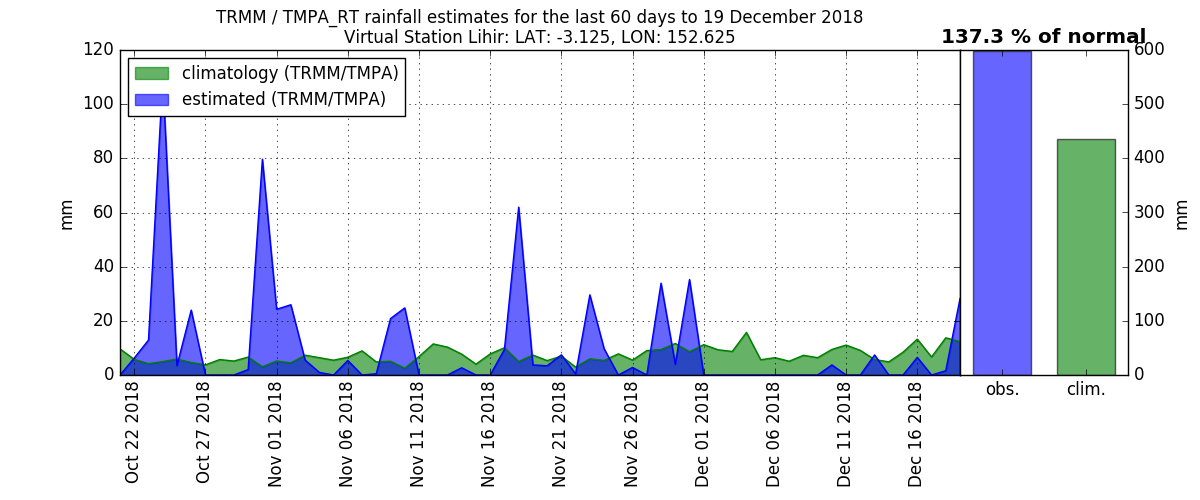 TRMM / TMPA_RT rainfall estimates for the last 60 days to 19 December 2018
Virtual Station Lihir: LAT: -3.125, LON: 152.625
137.3 % of normal
climatology (TRMM/TMPA)
estimated (TRMM/TMPA)
120
100
80
60
40
20
0
mm
600
500
400
300
200
100
0
mm
obs.
clim.
Oct 22 2018
Oct 27 2018
Nov 01 2018
Nov 06 2018
Nov 11 2018
Nov 16 2018
Nov 21 2018
Nov 26 2018
Dec 01 2018
Dec 06 2018
Dec 11 2018
Dec 16 2018